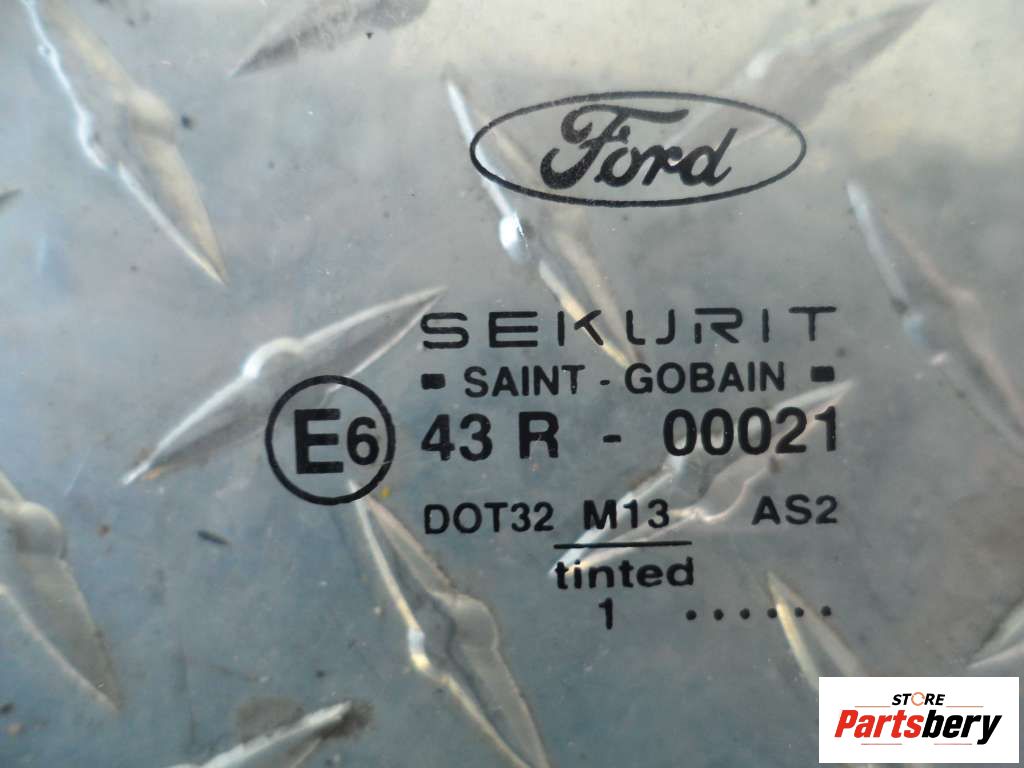 Ford
SEKURIT
SAINT - GOBAIN
E6 43 R - 00021
DOT32 M13 AS2
tinted
1 ......
STORE
Partsbery